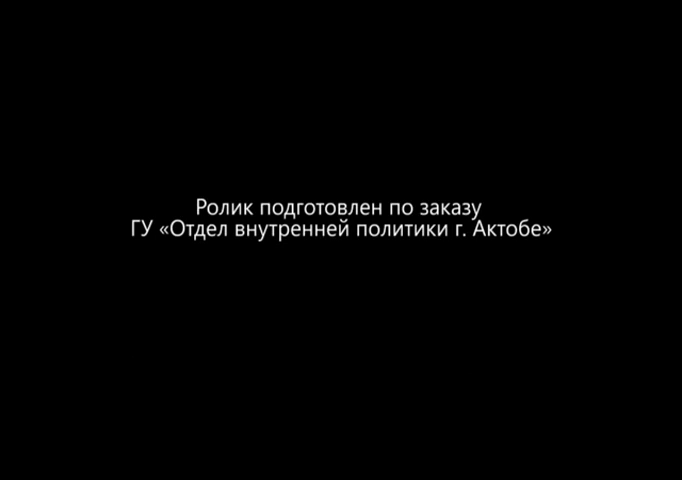 Ролик подготовлен по заказу
ГУ «Отдел внутренней политики г. Актобе»